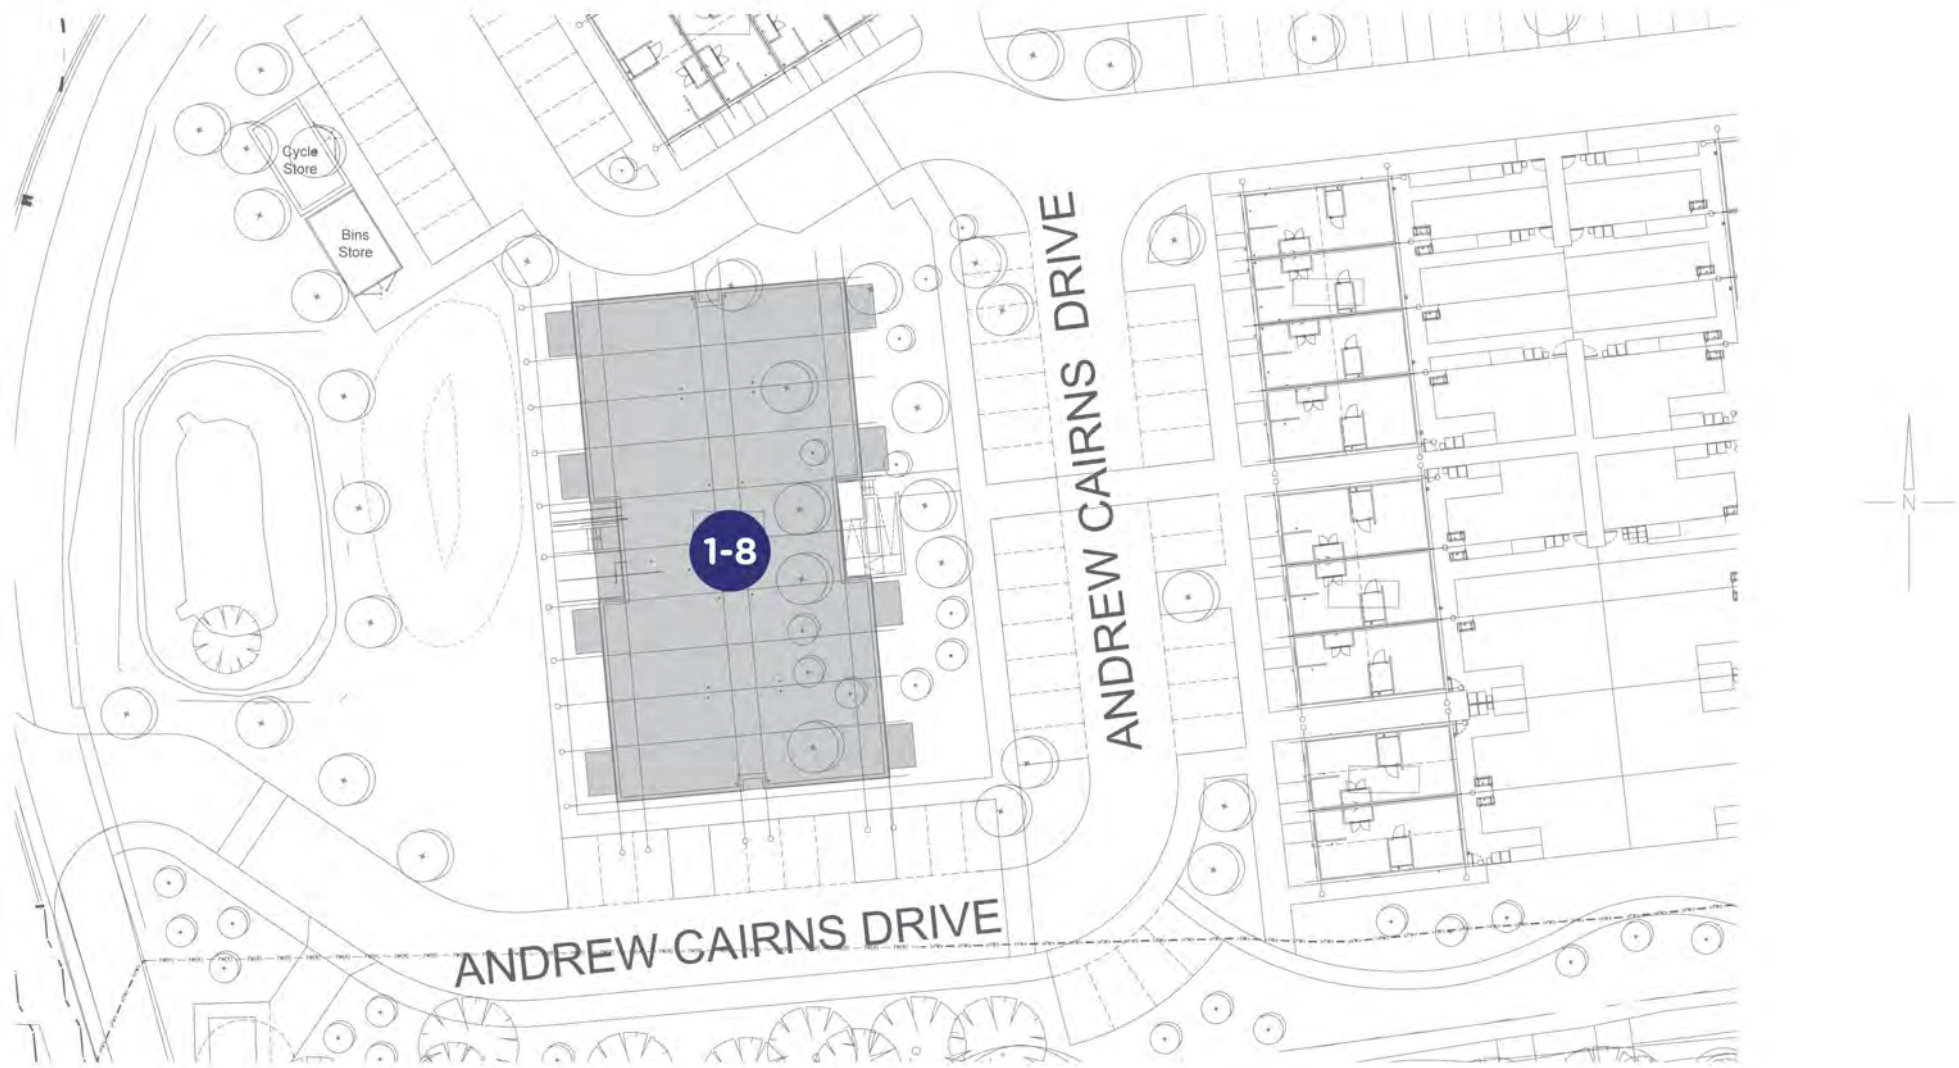 Cycle
Store
Bins
Store
ANDREW CAIRNS DRIVE
1-8
N
ANDREW CAIRNS DRIVE